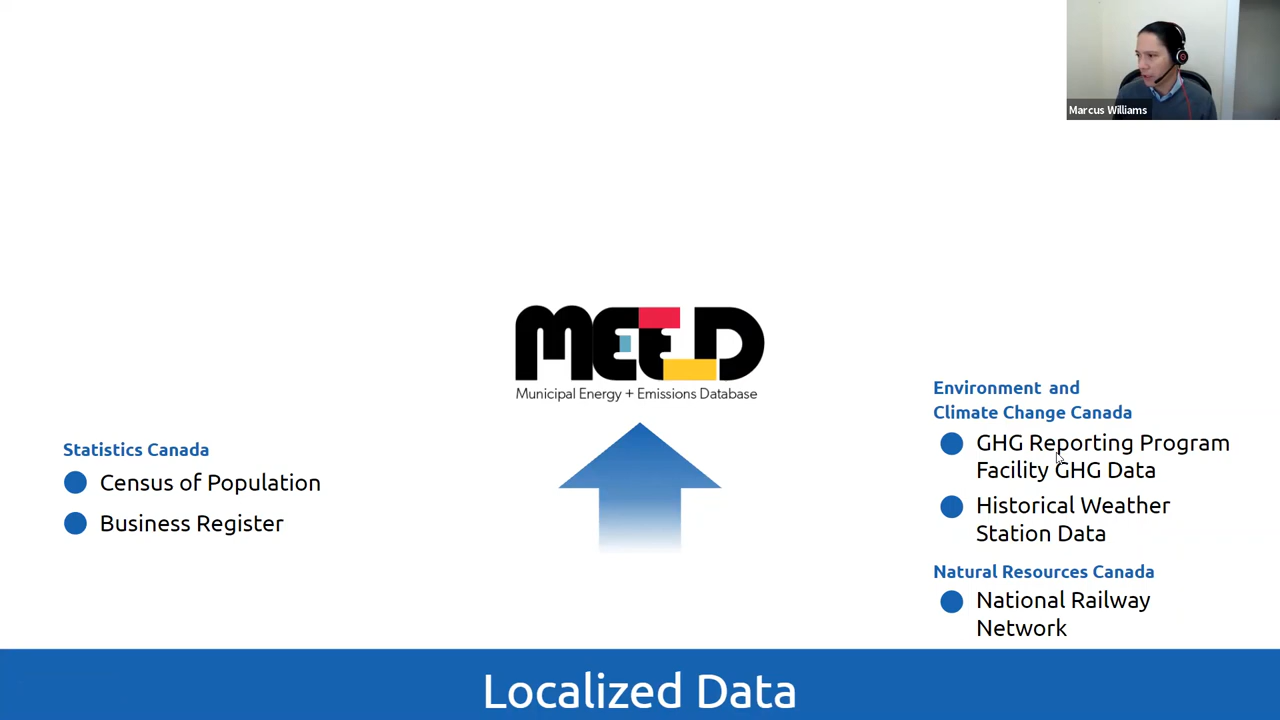 Marcus Williams
MEED
Municipal Energy + Emissions Database
Statistics Canada
Census of Population
Business Register
Environment and
Climate Change Canada
GHG Reporting Program
Facility GHG Data
Historical Weather
Station Data
Natural Resources Canada
National Railway
Network
Localized Data